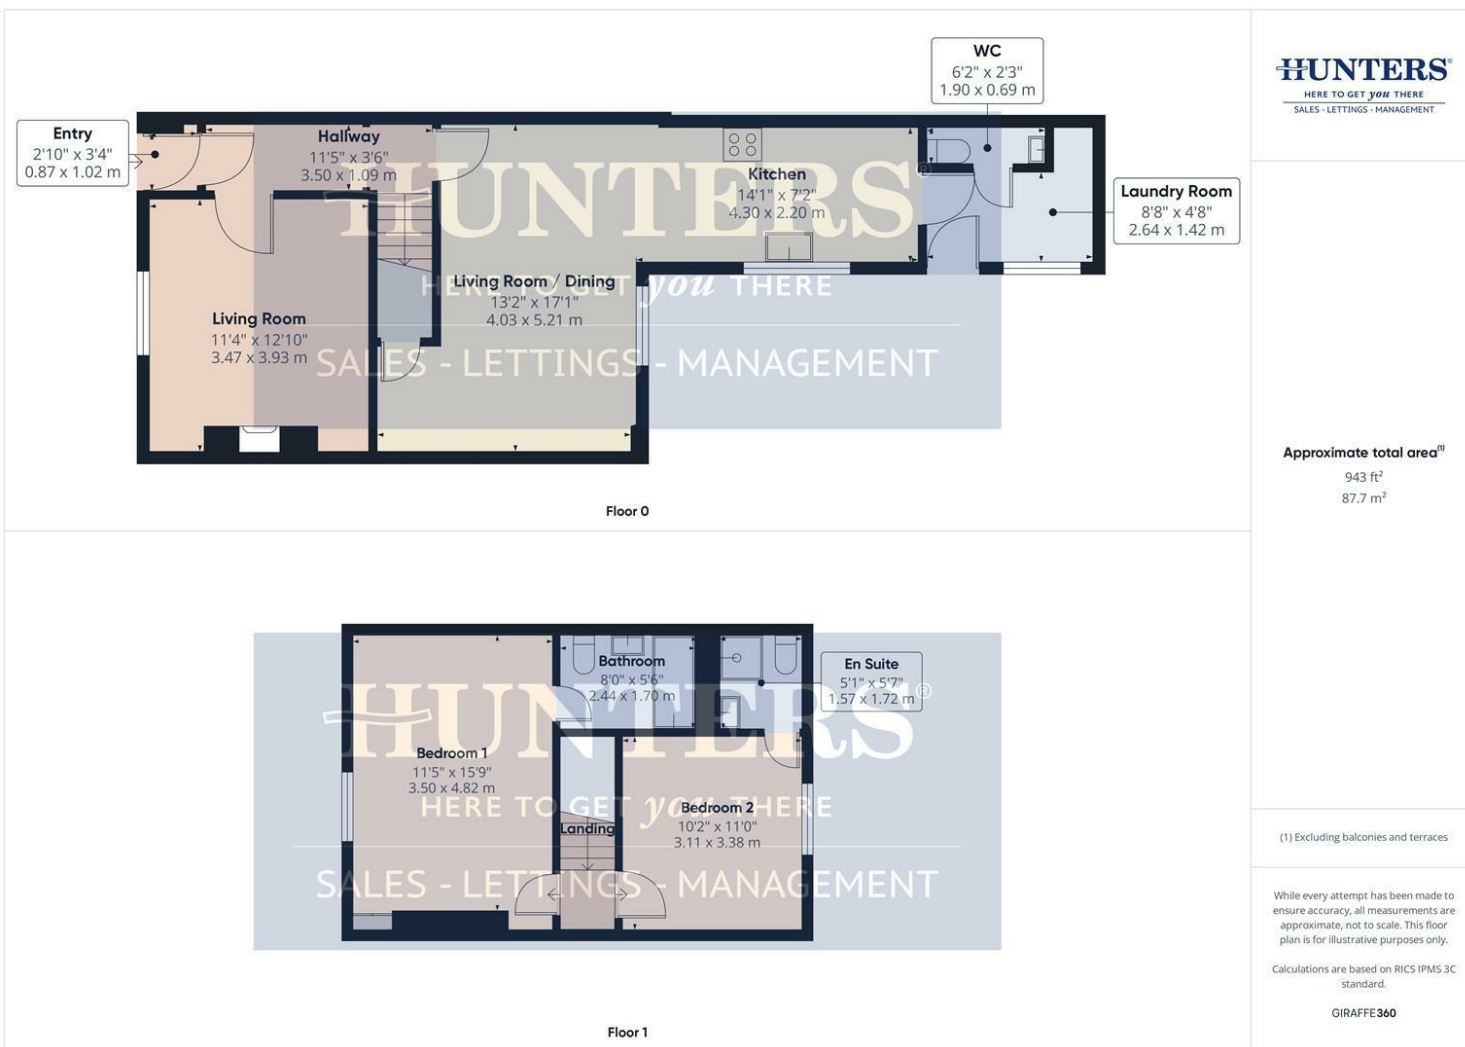 WC
6'2" x 2'3"
1.90 x 0.69 m
Entry
2'10" x 3'4"
0.87 x 1.02 m
Hallway
11'5" x 3'6"
3.50 x 1.09 m
Kitchen
14'1" x 7'2"
4.30 x 2.20 m
Laundry Room
8'8" x 4'8"
2.64 x 1.42 m
Living Room / Dining
13'2" x 17'1"
4.03 x 5.21 m
Living Room
11'4" x 12'10"
3.47 x 3.93 m
HUNTERS®
HERE TO GET you THERE
SALES - LETTINGS - MANAGEMENT
Floor 0
Bathroom
8'0" x 5'6"
2.44 x 1.70 m
En Suite
5'1" x 5'7"
1.57 x 1.72 m
Bedroom 1
11'5" x 15'9"
3.50 x 4.82 m
Bedroom 2
10'2" x 11'0"
3.11 x 3.38 m
Landing
HUNTERS®
HERE TO GET you THERE
SALES - LETTINGS - MANAGEMENT
Floor 1
HUNTERS®
HERE TO GET you THERE
SALES - LETTINGS - MANAGEMENT
Approximate total area(1)
943 ft²
87.7 m²
(1) Excluding balconies and terraces
While every attempt has been made to
ensure accuracy, all measurements are
approximate, not to scale. This floor
plan is for illustrative purposes only.
Calculations are based on RICS IPMS 3C
standard.
GIRAFFE360